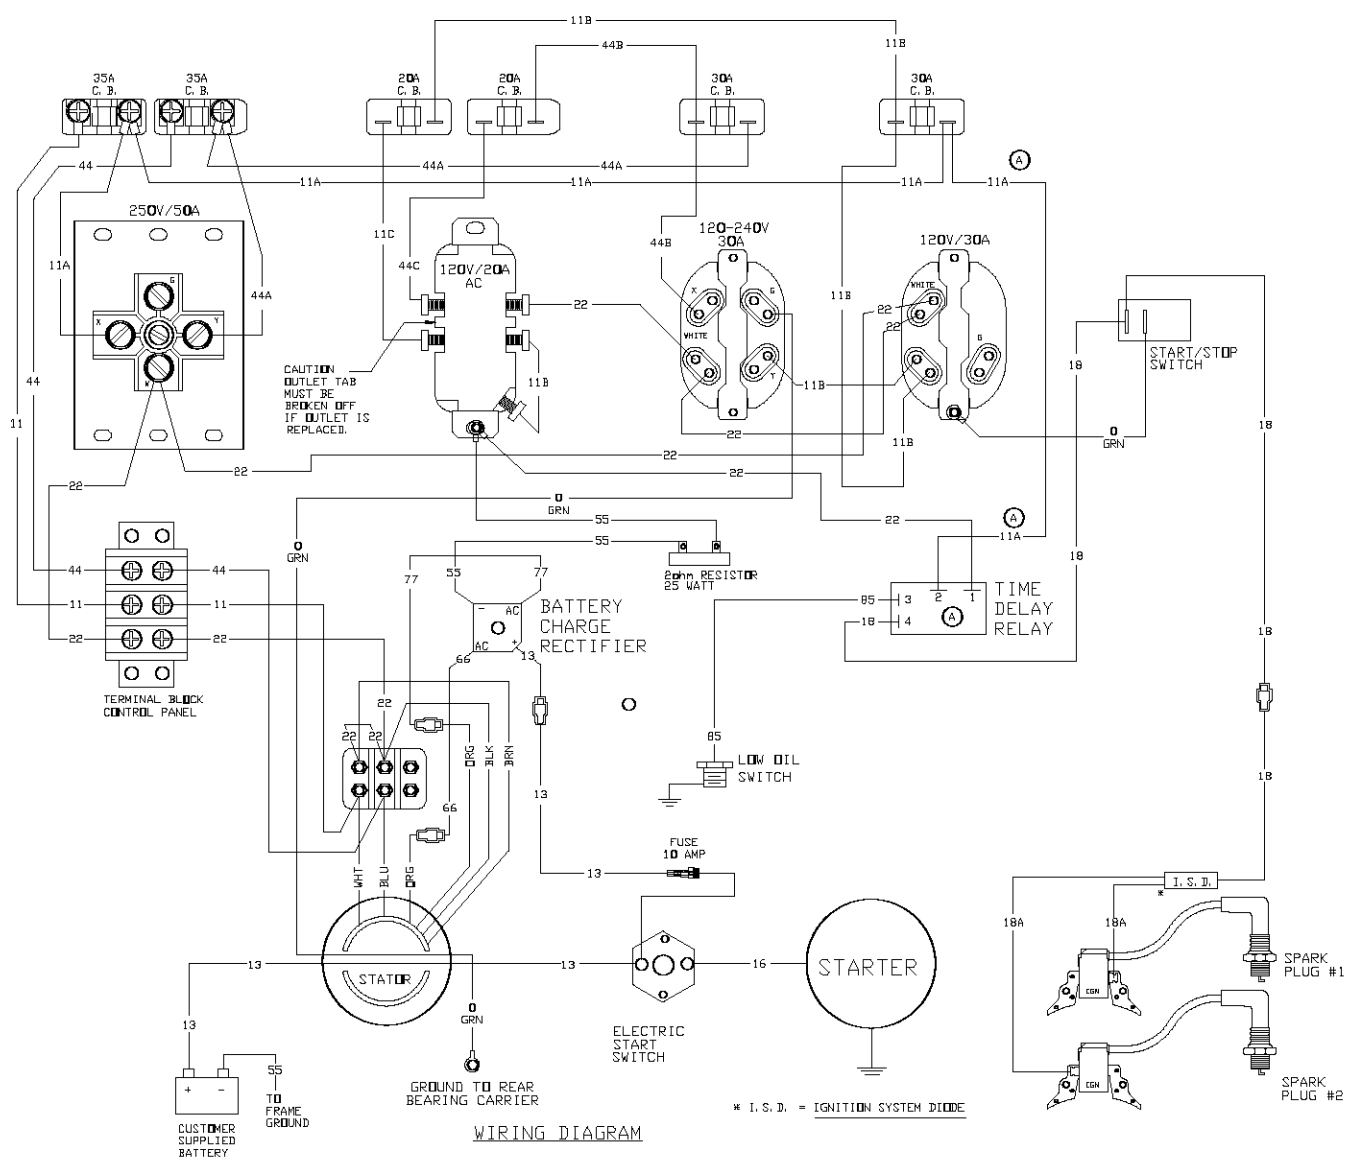 11B
44B
11B
35A
C. B.
35A
C. B.
20A
C. B.
20A
C. B.
30A
C. B.
30A
C. B.
44
44A
44A
A
11A
11A
11A
11A
250V/50A
11C
44B
120-240V
30A
120V/30A
11A
44A
44C
120V/20A
AC
11B
G
X
Y
W
22
X
G
WHITE
Y
WHITE
22
22
G
START/STOP
SWITCH
18
CAUTION
OUTLET TAB
MUST BE
BROKEN OFF
IF OUTLET IS
REPLACED.
44
11
11B
11B
22
11B
0
GRN
18
22
22
22
22
0
GRN
0
GRN
55
55
22
A
11A
18
44
44
11
11
22
22
77
55
77
2ohm RESISTOR
25 WATT
- AC
AC +
BATTERY
CHARGE
RECTIFIER
66
13
85
18
3
4
2
1
A
TIME
DELAY
RELAY
18
TERMINAL BLOCK
CONTROL PANEL
22
22
22
ORG
BLK
BRN
85
LOW OIL
SWITCH
18
66
13
FUSE
10 AMP
13
WHT
BLU
ORG
I. S. D.
*
18A
18A
STATOR
13
13
16
STARTER
CGN
SPARK
PLUG #1
0
GRN
13
ELECTRIC
START
SWITCH
55
+ -
TO
FRAME
GROUND
CUSTOMER
SUPPLIED
BATTERY
GROUND TO REAR
BEARING CARRIER
CGN
SPARK
PLUG #2
* I. S. D. = IGNITION SYSTEM DIODE
WIRING DIAGRAM